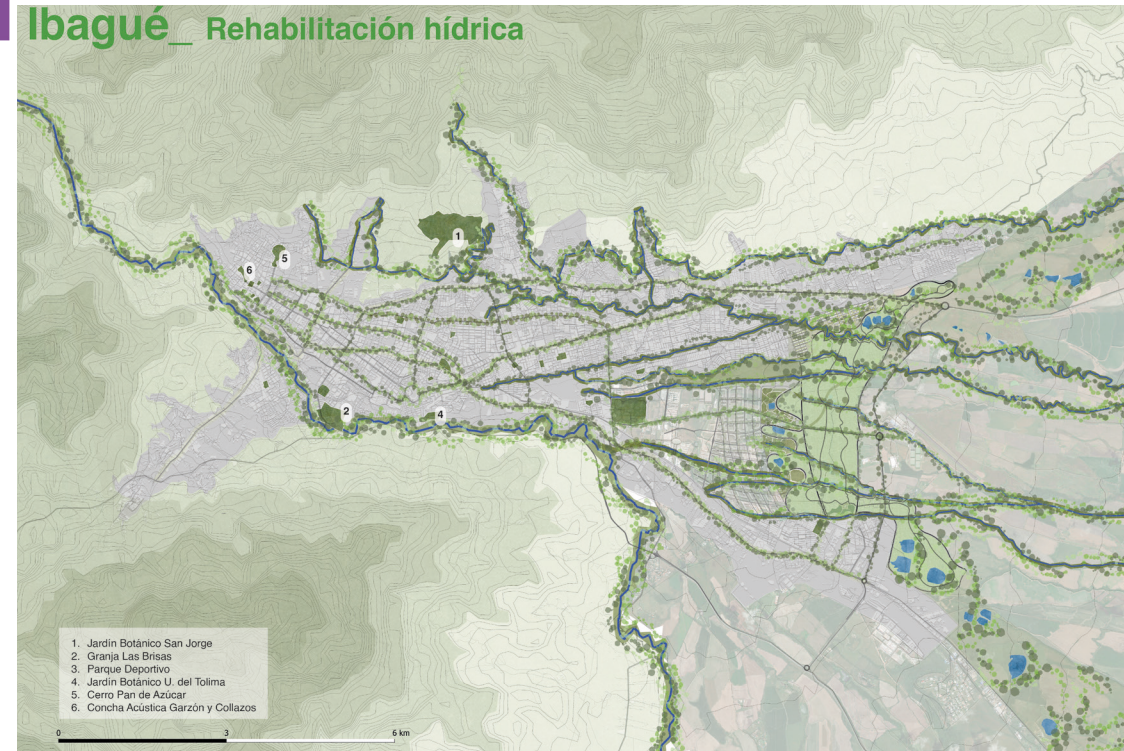 Ibagué_ Rehabilitación hídrica
1
5
6
2
4
1. Jardín Botánico San Jorge
2. Granja Las Brisas
3. Parque Deportivo
4. Jardín Botánico U. del Tolima
5. Cerro Pan de Azúcar
6. Concha Acústica Garzón y Collazos
0 3 6 km